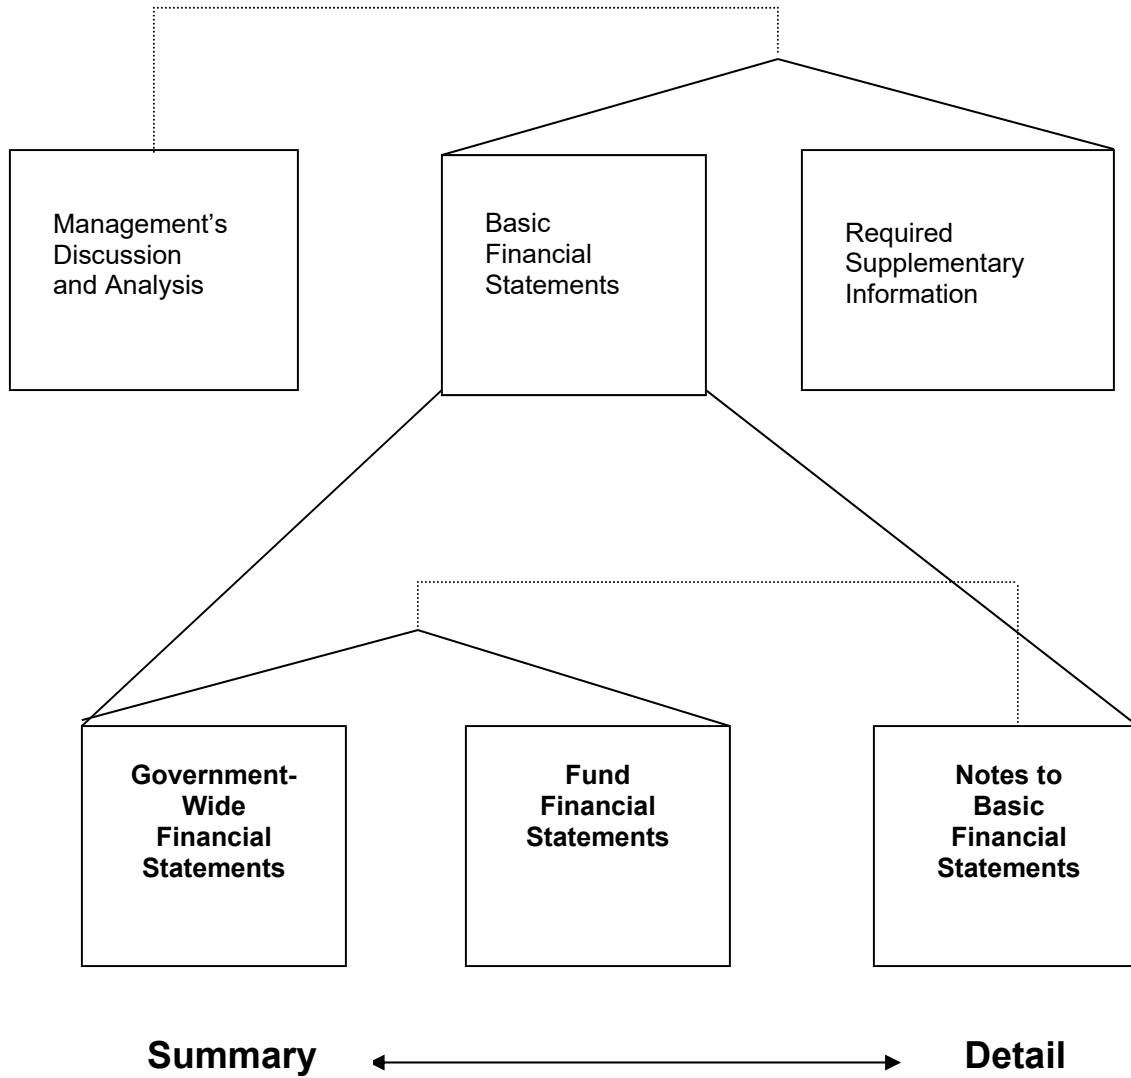 Management’s
Discussion
and Analysis
Basic
Financial
Statements
Required
Supplementary
Information
Government-
Wide
Financial
Statements
Fund
Financial
Statements
Notes to
Basic
Financial
Statements
Summary
Detail